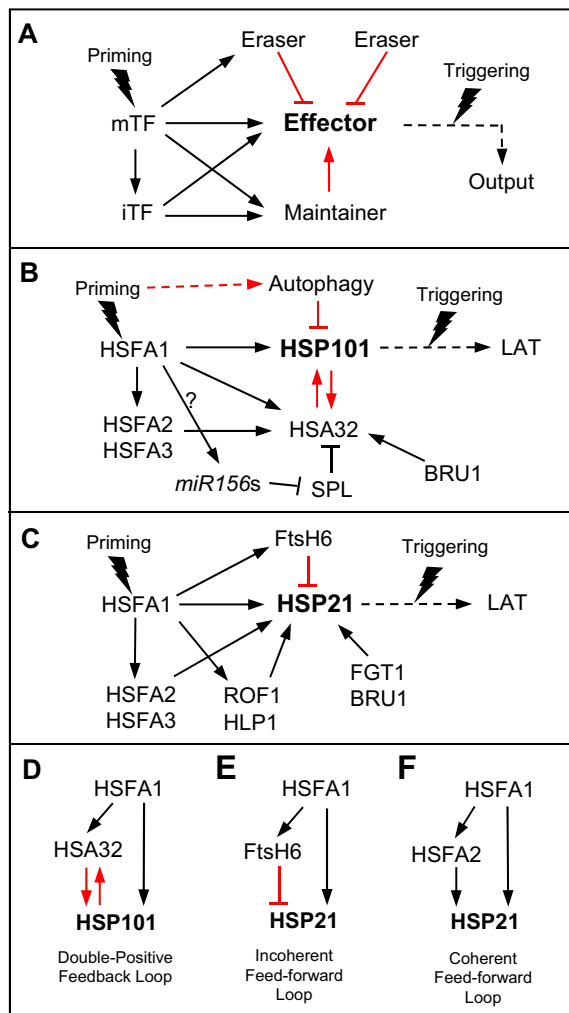 A
Eraser
Eraser
Priming
Triggering
mTF
Effector
Output
iTF
Maintainer
B
Priming
Autophagy
Triggering
HSFA1
HSP101
LAT
?
HSFA2
HSFA3
HSA32
BRU1
miR156s
SPL
C
Priming
FtsH6
Triggering
HSFA1
HSP21
LAT
HSFA2
HSFA3
ROF1
HLP1
FGT1
BRU1
D
HSFA1
HSA32
HSP101
Double-Positive
Feedback Loop
E
HSFA1
FtsH6
HSP21
Incoherent
Feed-forward
Loop
F
HSFA1
HSFA2
HSP21
Coherent
Feed-forward
Loop